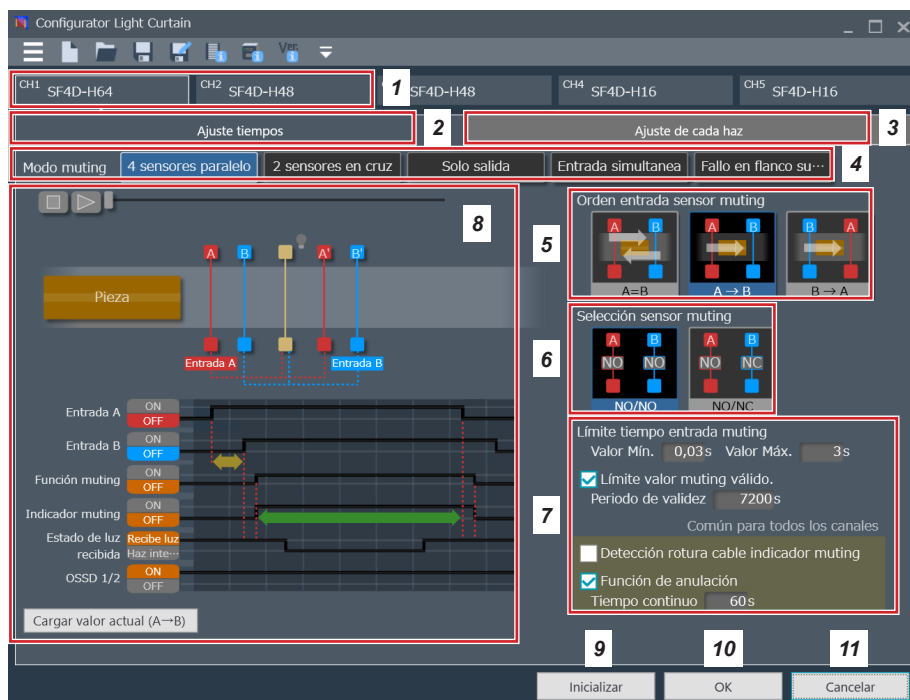 Configurator Light Curtain
Ver.
CH1 SF4D-H64
CH2 SF4D-H48
1
SF4D-H48
CH4 SF4D-H16
CH5 SF4D-H16
Ajuste tiempos
2
Ajuste de cada haz
3
Modo muting
4 sensores paralelo
2 sensores en cruz
Solo salida
Entrada simultanea
Fallo en flanco su···
4
8
A
B
A'
B'
Pieza
Entrada A
Entrada B
Entrada A
ON
OFF
Entrada B
ON
OFF
Función muting
ON
OFF
Indicador muting
ON
OFF
Estado de luz recibida
Recibe luz
Haz inte···
OSSD 1/2
ON
OFF
Cargar valor actual (A→B)
5
Orden entrada sensor muting
A
B
A=B
A
B
A → B
B
A
B → A
6
Selección sensor muting
A
B
NO
NO
NO/NO
A
B
NO
NC
NO/NC
7
Límite tiempo entrada muting
Valor Mín. 0,03 s Valor Máx. 3 s
Límite valor muting válido.
Periodo de validez 7200 s
Común para todos los canales
Detección rotura cable indicador muting
Función de anulación
Tiempo continuo 60 s
9
10
11
Inicializar
OK
Cancelar